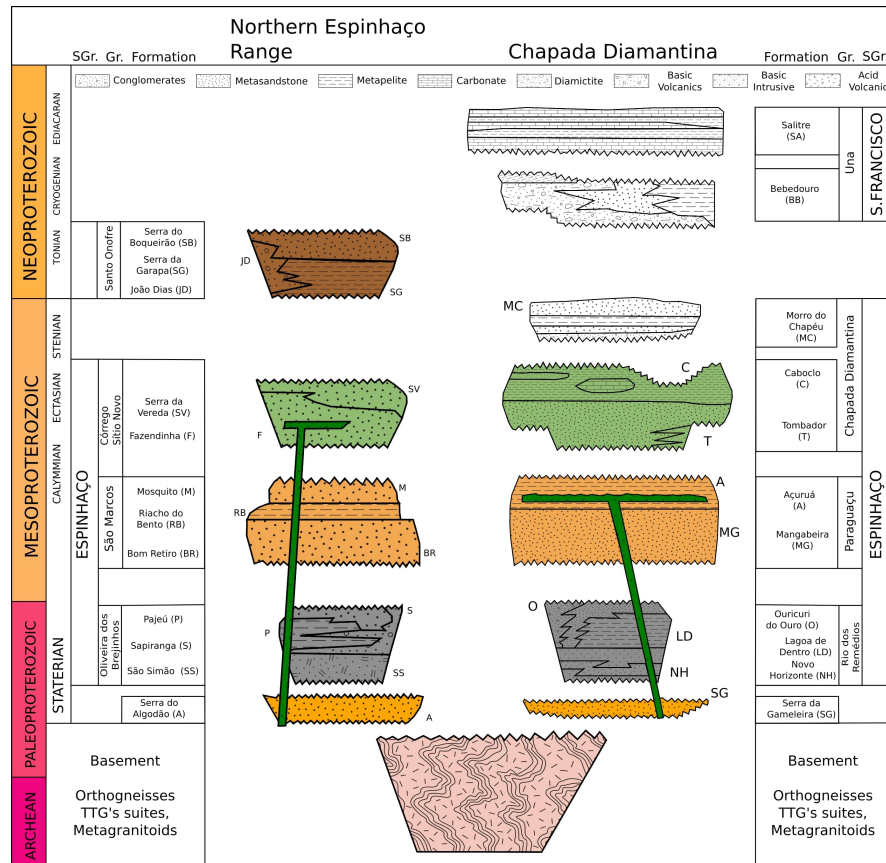 Northern Espinhaço
Range
Chapada Diamantina
SGr. Gr. Formation
Formation Gr. SGr.
Conglomerates
Metasandstone
Metapelite
Carbonate
Diamictite
Basic
Volcanics
Basic
Intrusive
Acid
Volcanic
NEOPROTEROZOIC
EDIACARAN
CRYOGENIAN
TONIAN
MESOPROTEROZOIC
STENIAN
ECTASIAN
CALYMMIAN
PALEOPROTEROZOIC
STATERIAN
ARCHEAN
ESPINHAÇO
Santo Onofre
Serra do
Boqueirão (SB)
Serra da
Garapa(SG)
João Dias (JD)
Córrego
Sítio Novo
Serra da
Vereda (SV)
Fazendinha (F)
São Marcos
Mosquito (M)
Riacho do
Bento (RB)
Bom Retiro (BR)
Oliveira dos
Brejinhos
Pajeú (P)
Sapiranga (S)
São Simão (SS)
Serra do
Algodão (A)
Basement
Orthogneisses
TTG's suites,
Metagranitoids
JD
SB
SG
SV
F
M
RB
BR
S
P
SS
A
MC
C
T
A
MG
O
LD
NH
SG
Salitre
(SA)
Bebedouro
(BB)
Una
S.FRANCISCO
Morro do
Chapéu
(MC)
Caboclo
(C)
Tombador
(T)
Chapada Diamantina
Açuruá
(A)
Mangabeira
(MG)
Paraguaçu
ESPINHAÇO
Ouricuri
do Ouro (O)
Lagoa de
Dentro (LD)
Novo
Horizonte (NH)
Rio dos
Remédios
Serra da
Gameleira (SG)
Basement
Orthogneisses
TTG's suites,
Metagranitoids